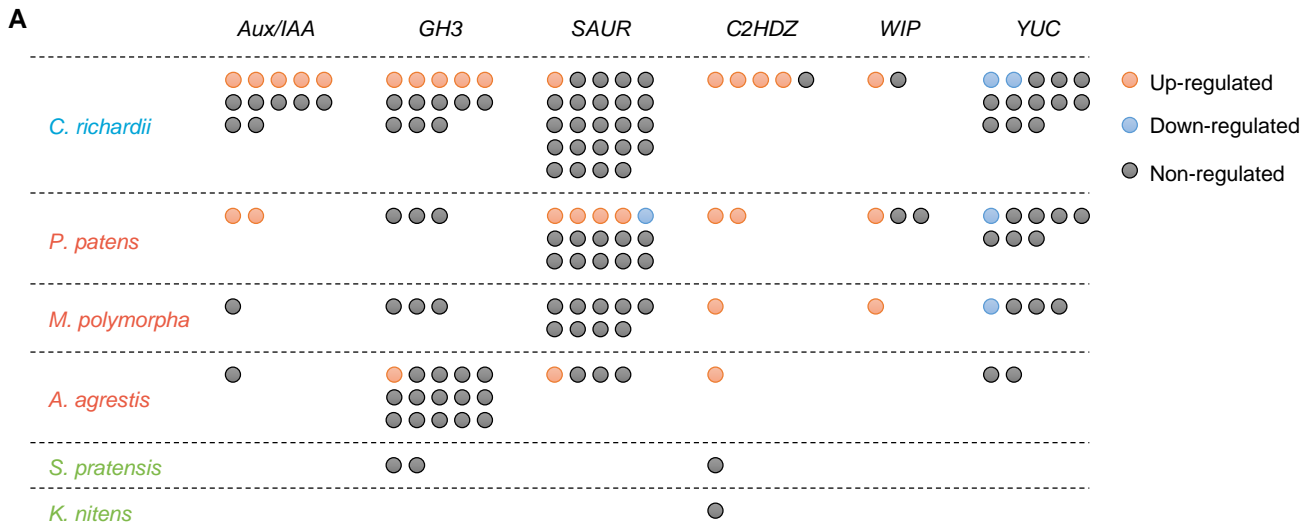 A
Aux/IAA GH3 SAUR C2HDZ WIP YUC
C. richardii
P. patens
M. polymorpha
A. agrestis
S. pratensis
K. nitens
Up-regulated
Down-regulated
Non-regulated